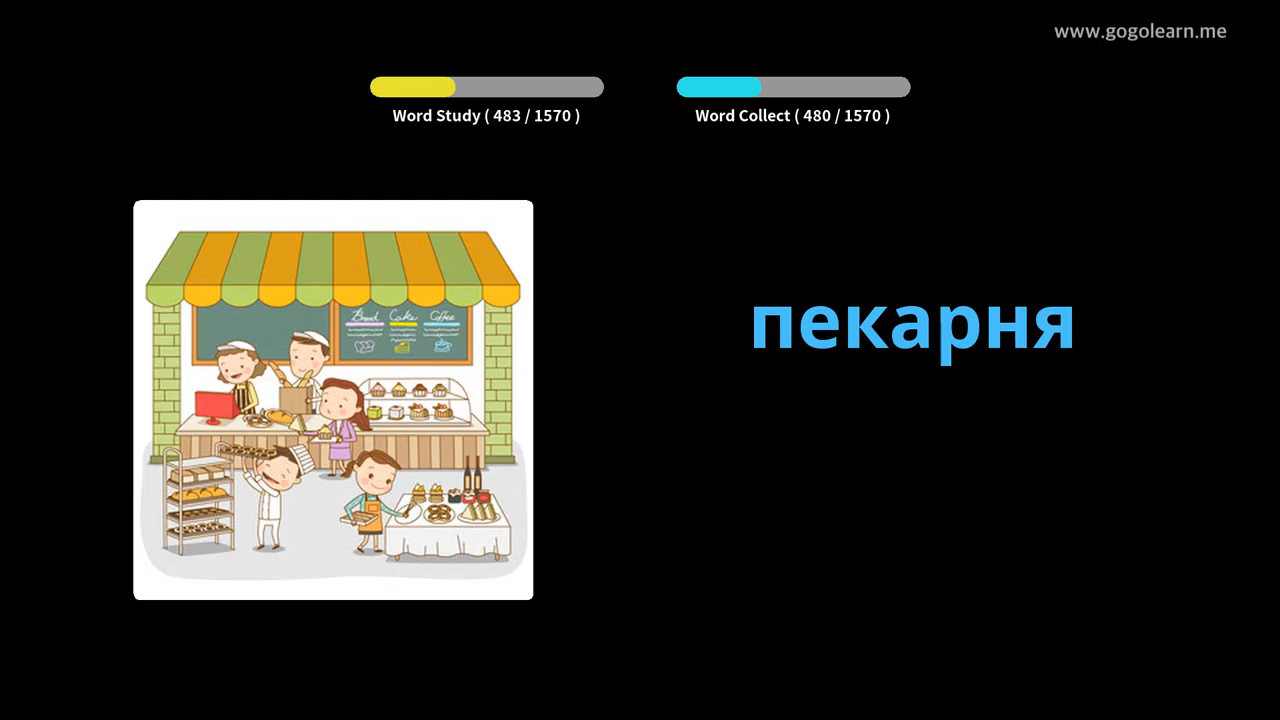 www.gogolearn.me
Word Study ( 483 / 1570 )
Word Collect ( 480 / 1570 )
Bread Cake Coffee
пекарня